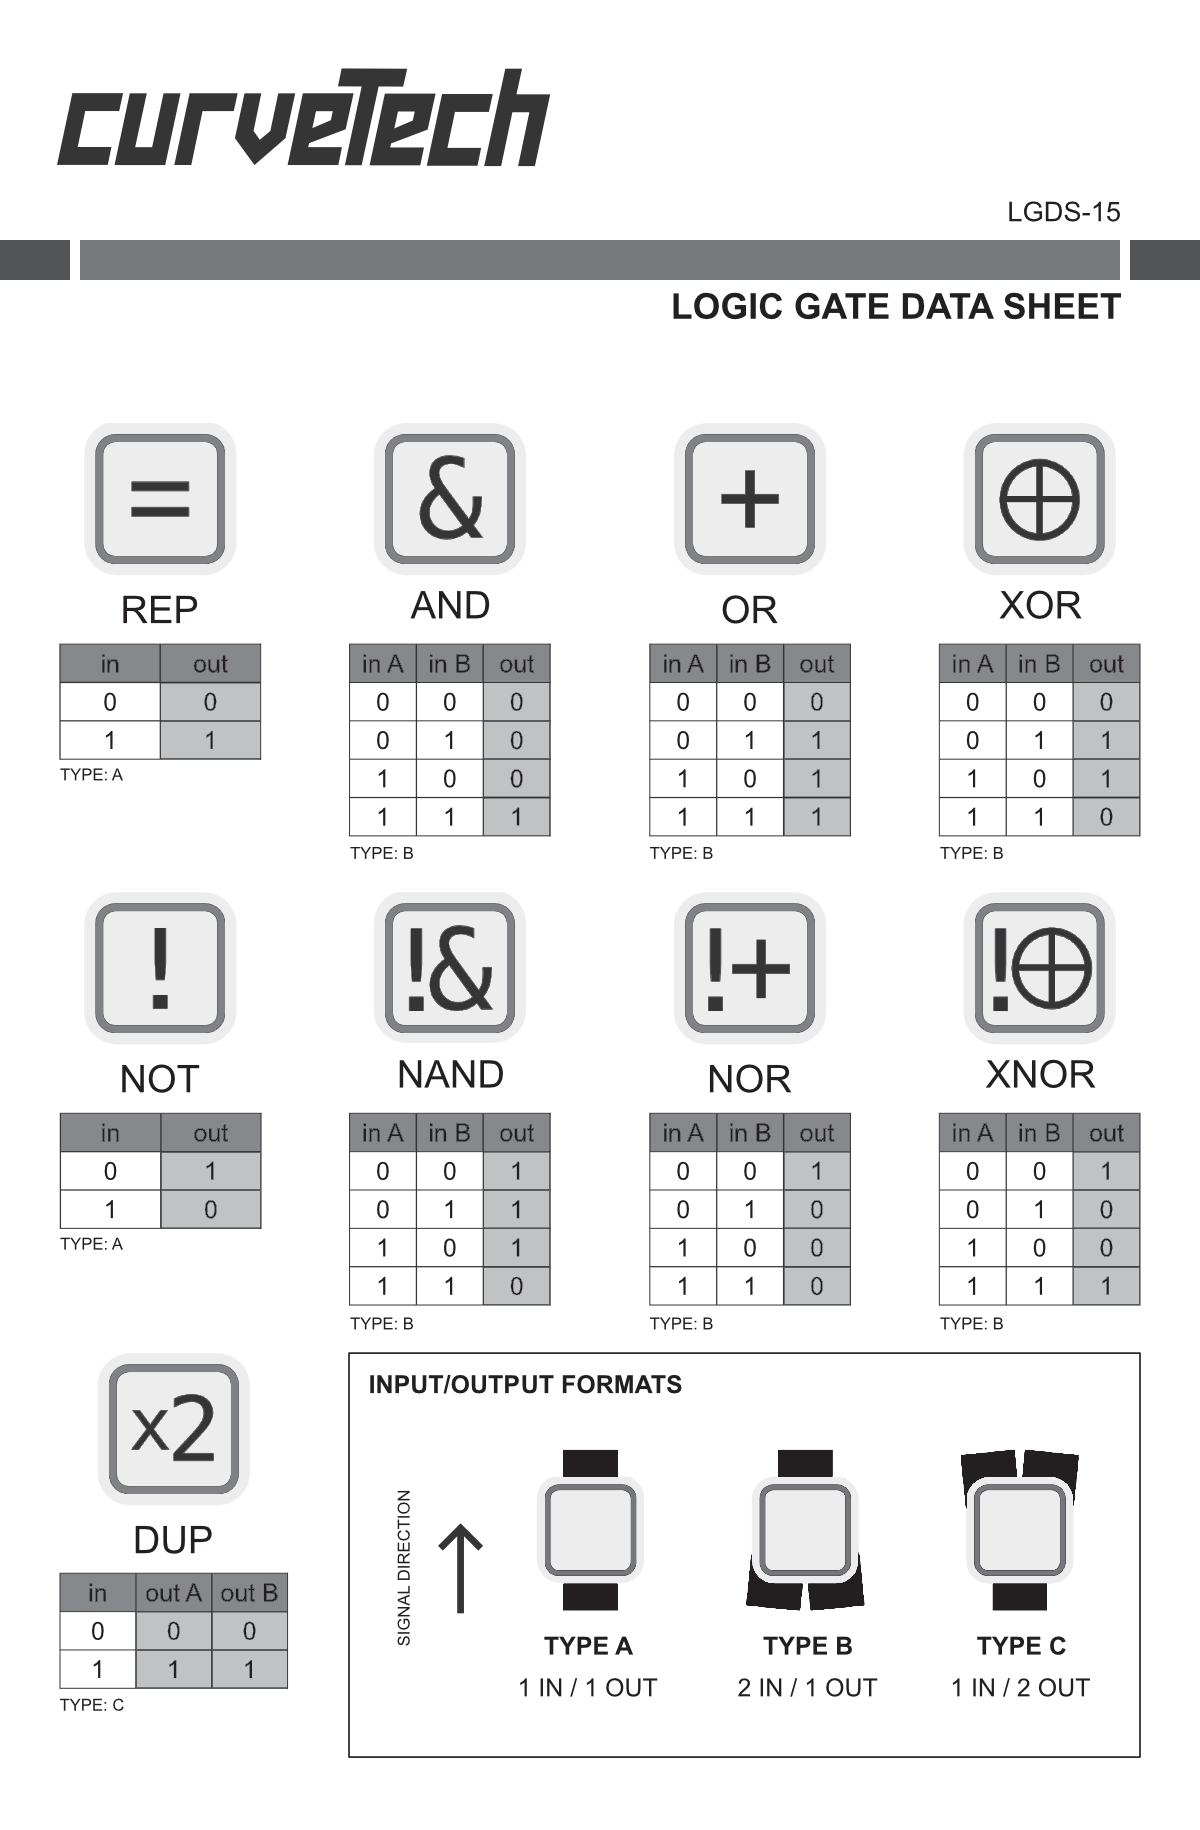 curveTech
LGDS-15
LOGIC GATE DATA SHEET
=
&
+
⊕
REP
AND
OR
XOR
in out
0 0
1 1
TYPE: A
in A in B out
0 0 0
0 1 0
1 0 0
1 1 1
TYPE: B
in A in B out
0 0 0
0 1 1
1 0 1
1 1 1
TYPE: B
in A in B out
0 0 0
0 1 1
1 0 1
1 1 0
TYPE: B
!
!&
!+
!⊕
NOT
NAND
NOR
XNOR
in out
0 1
1 0
TYPE: A
in A in B out
0 0 1
0 1 1
1 0 1
1 1 0
TYPE: B
in A in B out
0 0 1
0 1 0
1 0 0
1 1 0
TYPE: B
in A in B out
0 0 1
0 1 0
1 0 0
1 1 1
TYPE: B
x2
DUP
in out A out B
0 0 0
1 1 1
TYPE: C
INPUT/OUTPUT FORMATS
SIGNAL DIRECTION
TYPE A
1 IN / 1 OUT
TYPE B
2 IN / 1 OUT
TYPE C
1 IN / 2 OUT